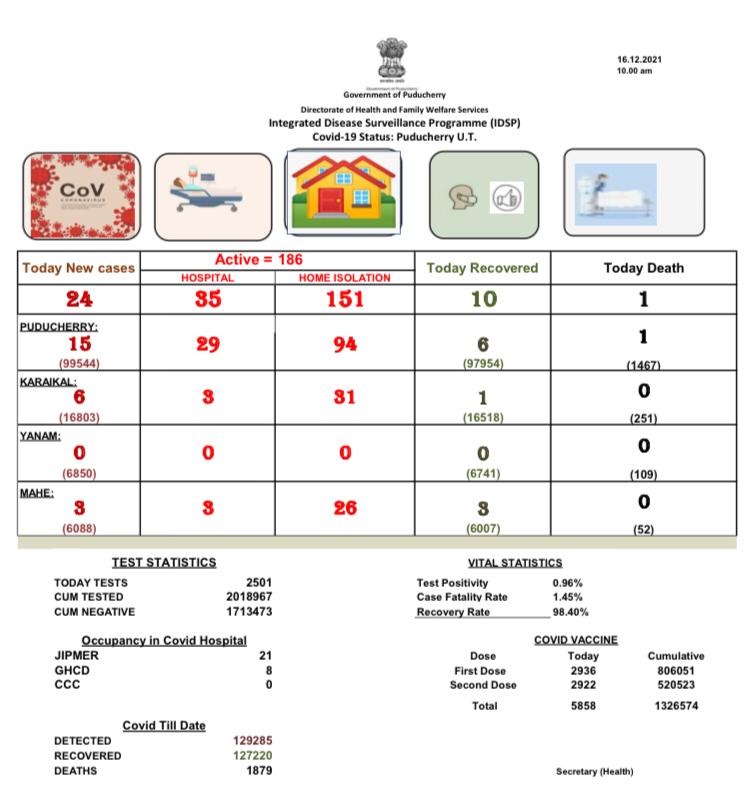 16.12.2021
10.00 am
Government of Puducherry
Government of Puducherry
Directorate of Health and Family Welfare Services
Integrated Disease Surveillance Programme (IDSP)
Covid-19 Status: Puducherry U.T.
CoV
CORONAVIRUS
Today New cases
Active = 186
HOSPITAL HOME ISOLATION
Today Recovered
Today Death
24 35 151 10 1
PUDUCHERRY:
15 29 94 6 1
(99544) (97954) (1467)
KARAIKAL:
6 3 31 1 0
(16803) (16518) (251)
YANAM:
0 0 0 0 0
(6850) (6741) (109)
MAHE:
3 3 26 3 0
(6088) (6007) (52)
TEST STATISTICS
TODAY TESTS 2501
CUM TESTED 2018967
CUM NEGATIVE 1713473
VITAL STATISTICS
Test Positivity 0.96%
Case Fatality Rate 1.45%
Recovery Rate 98.40%
Occupancy in Covid Hospital
JIPMER 21
GHCD 8
CCC 0
COVID VACCINE
Dose Today Cumulative
First Dose 2936 806051
Second Dose 2922 520523
Total 5858 1326574
Covid Till Date
DETECTED 129285
RECOVERED 127220
DEATHS 1879
Secretary (Health)